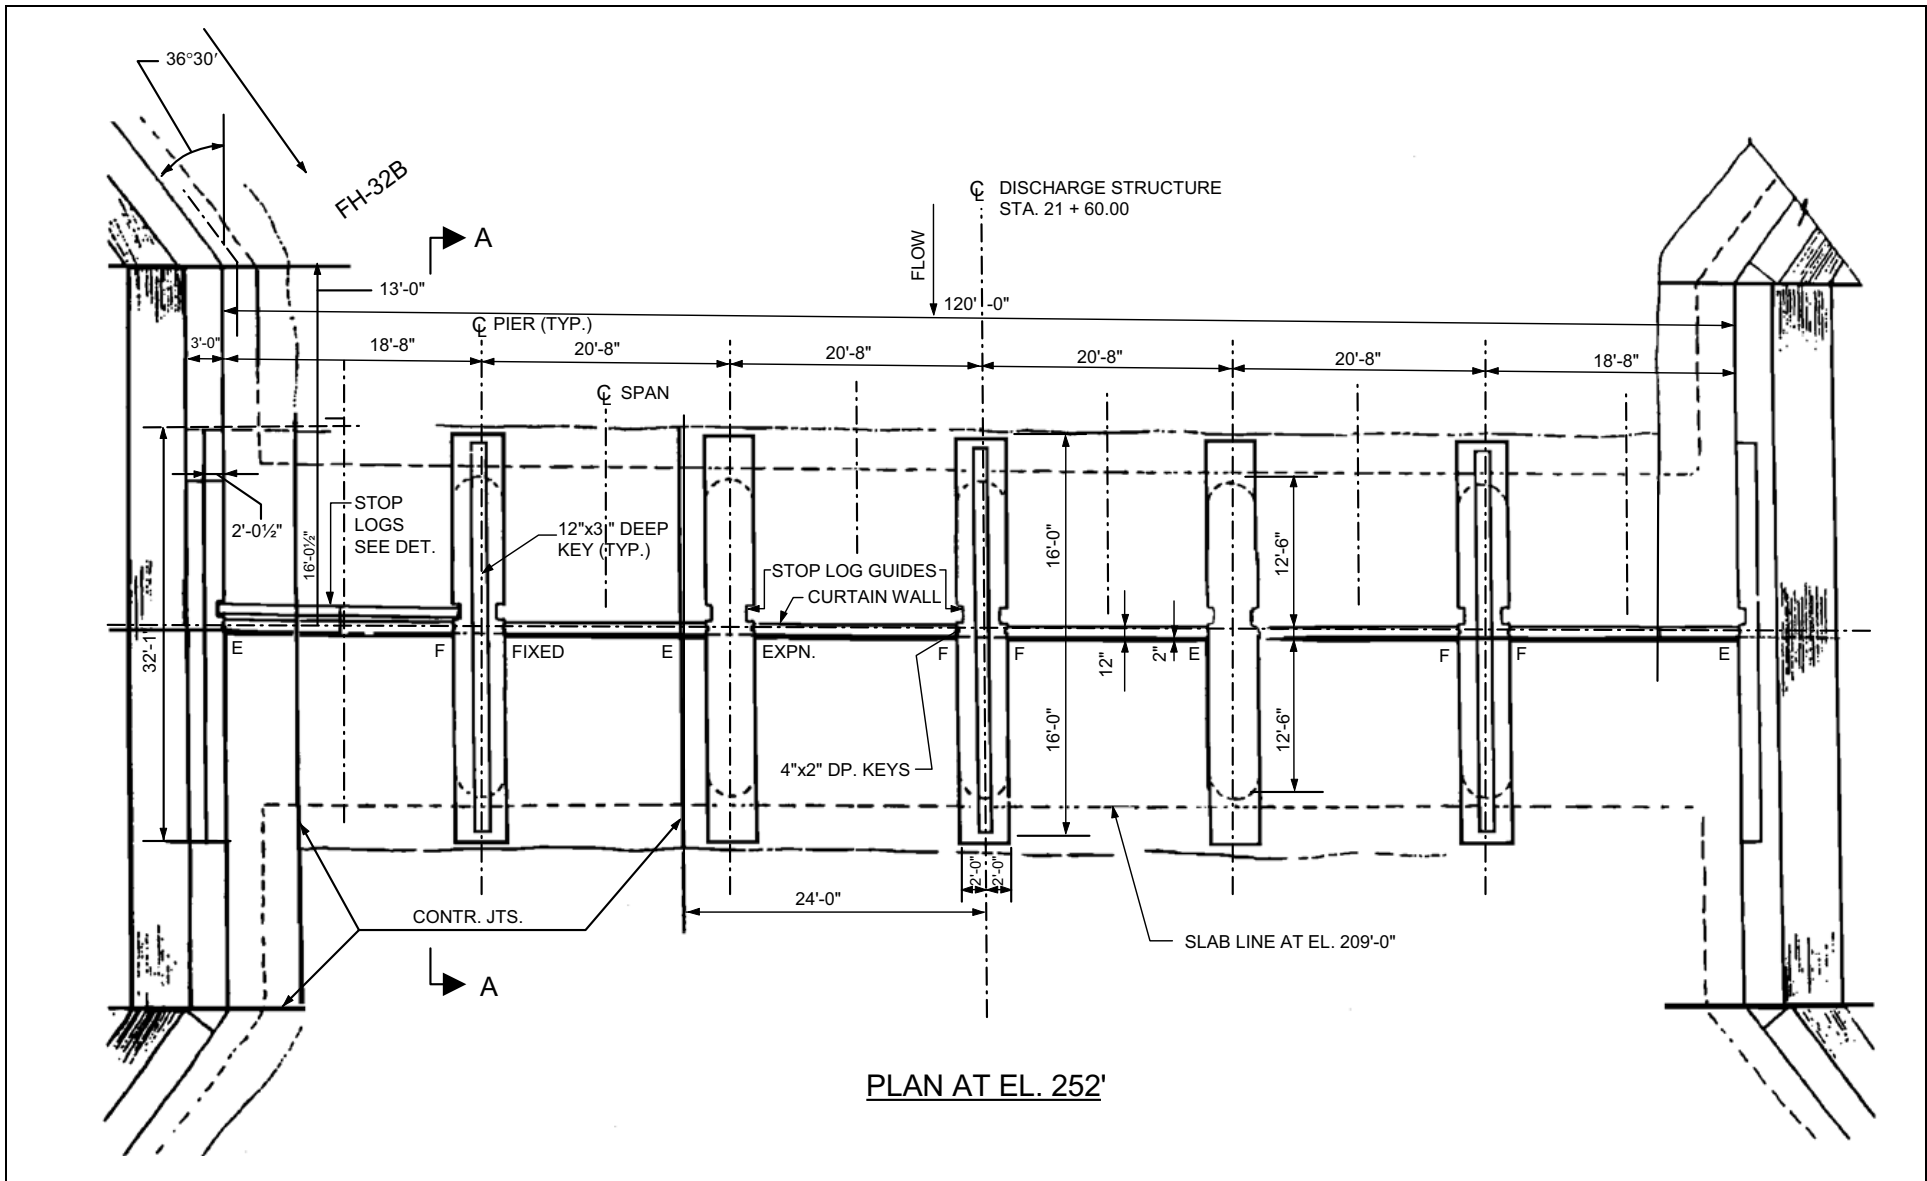 36°30'
FH-32B
A
℄ DISCHARGE STRUCTURE
STA. 21 + 60.00
FLOW
13'-0"
120' -0"
℄ PIER (TYP.)
3'-0"
18'-8"
20'-8"
20'-8"
20'-8"
20'-8"
18'-8"
℄ SPAN
2'-0½"
16'-0½"
STOP
LOGS
SEE DET.
12"x3" DEEP
KEY (TYP.)
STOP LOG GUIDES
CURTAIN WALL
16'-0"
12'-6"
32'-1"
E
F
FIXED
E
EXPN.
F
F
12"
2"
E
F
F
E
16'-0"
12'-6"
4"x2" DP. KEYS
2'-0"
2'-0"
24'-0"
CONTR. JTS.
SLAB LINE AT EL. 209'-0"
A
PLAN AT EL. 252'